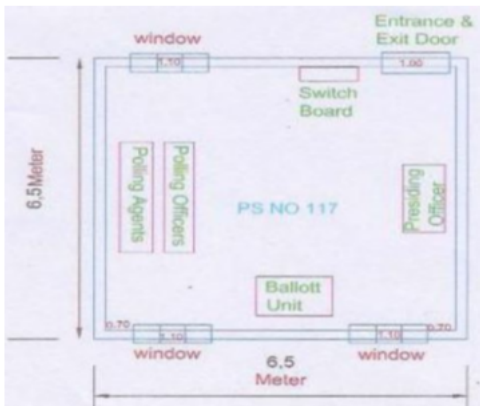 window
Entrance &
Exit Door
1.10
1.00
Switch
Board
6,5 Meter
Polling Agents
Polling Officers
PS NO 117
Presiding
Officer
Ballott
Unit
0.70
1.10
1.10
0.70
window
window
6,5
Meter